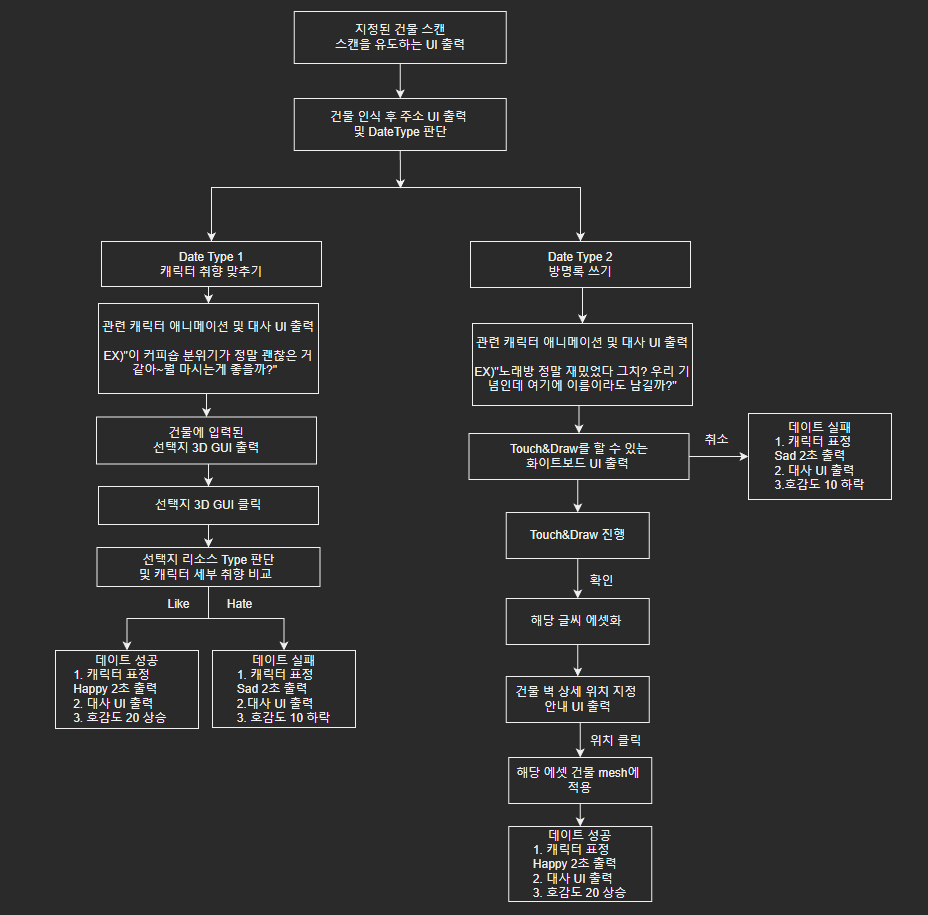 지정된 건물 스캔
스캔을 유도하는 UI 출력
건물 인식 후 주소 UI 출력
및 DateType 판단
Date Type 1
캐릭터 취향 맞추기
관련 캐릭터 애니메이션 및 대사 UI 출력
EX)"이 커피숍 분위기가 정말 괜찮은 거
같아~뭘 마시는게 좋을까?"
건물에 입력된
선택지 3D GUI 출력
선택지 3D GUI 클릭
선택지 리소스 Type 판단
및 캐릭터 세부 취향 비교
Like
Hate
데이트 성공
1. 캐릭터 표정
Happy 2초 출력
2. 대사 UI 출력
3. 호감도 20 상승
데이트 실패
1. 캐릭터 표정
Sad 2초 출력
2.대사 UI 출력
3. 호감도 10 하락
Date Type 2
방명록 쓰기
관련 캐릭터 애니메이션 및 대사 UI 출력
EX)"노래방 정말 재밌었다 그치? 우리 기
념인데 여기에 이름이라도 남길까?"
Touch&Draw를 할 수 있는
화이트보드 UI 출력
취소
데이트 실패
1. 캐릭터 표정
Sad 2초 출력
2. 대사 UI 출력
3.호감도 10 하락
Touch&Draw 진행
확인
해당 글씨 에셋화
건물 벽 상세 위치 지정
안내 UI 출력
위치 클릭
해당 에셋 건물 mesh에
적용
데이트 성공
1. 캐릭터 표정
Happy 2초 출력
2. 대사 UI 출력
3. 호감도 20 상승